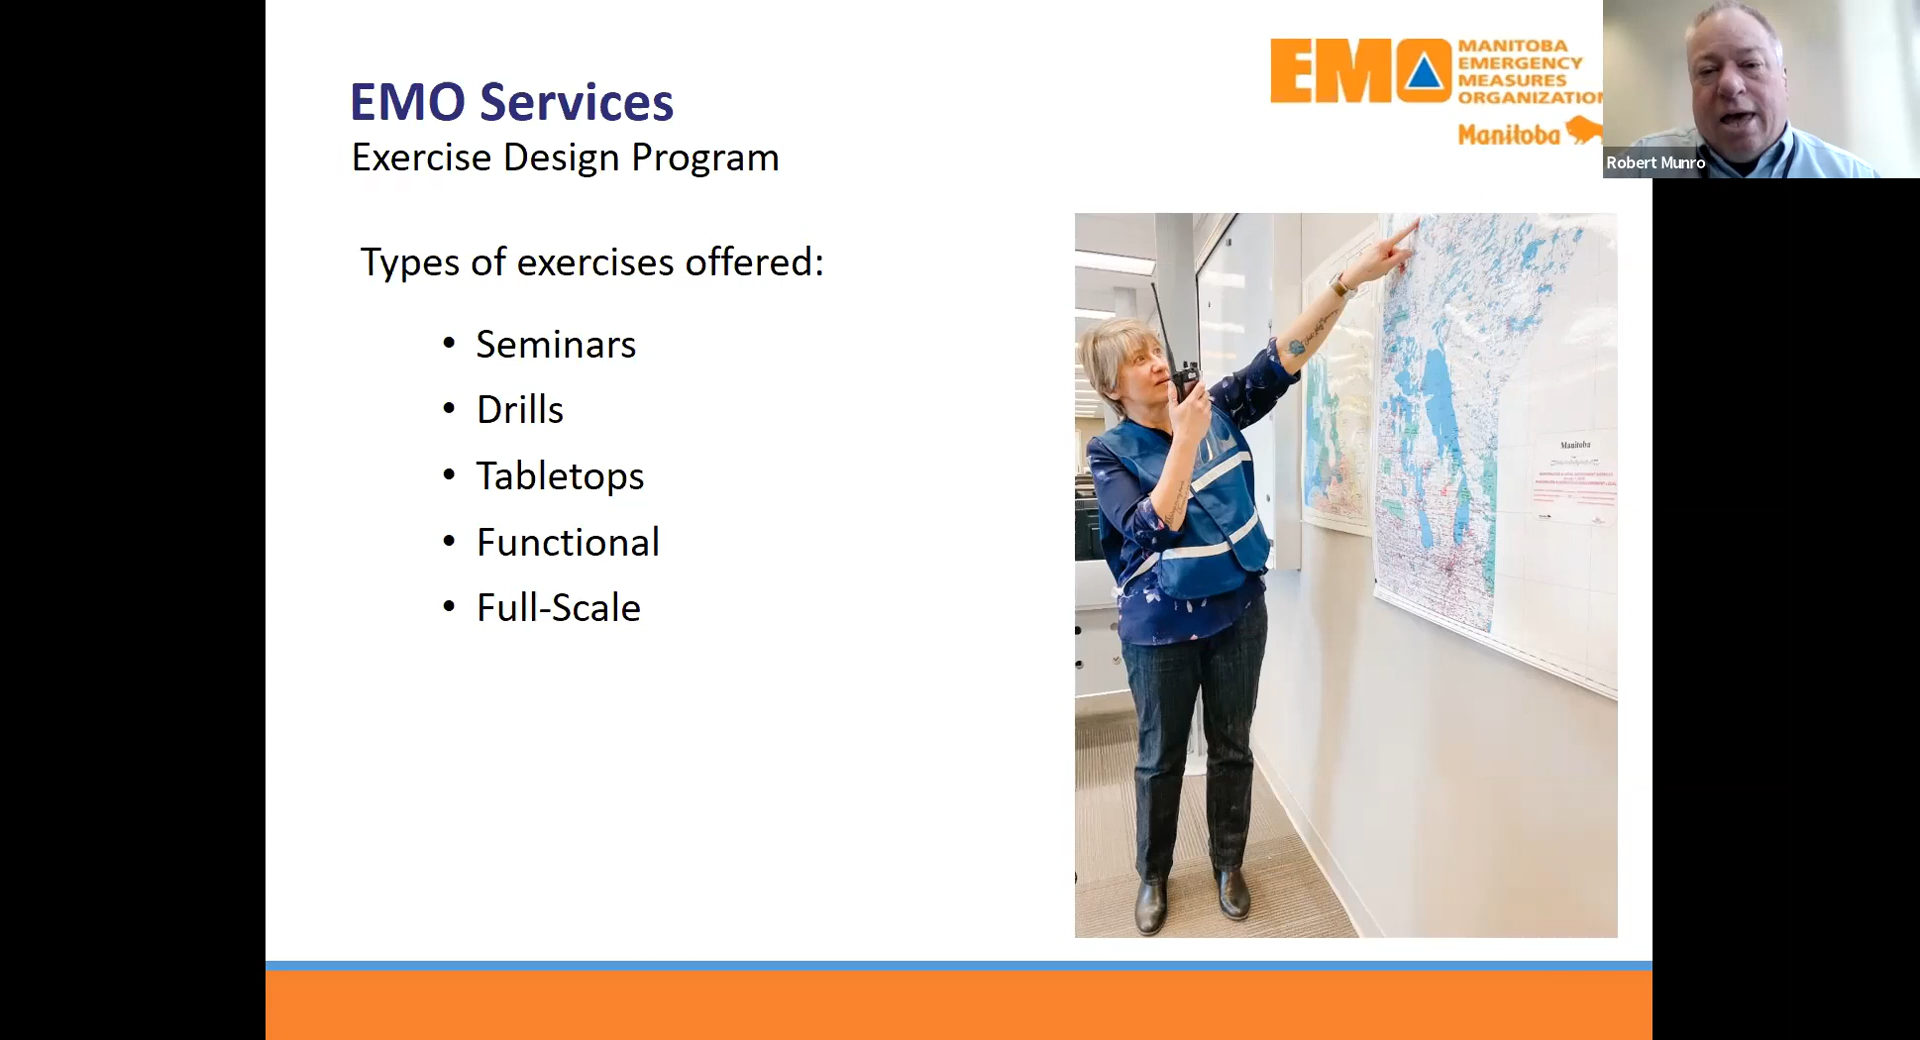 EMO Services
Exercise Design Program
EMO
MANITOBA
EMERGENCY
MEASURES
ORGANIZATION
Manitoba
Robert Munro
Types of exercises offered:
• Seminars
• Drills
• Tabletops
• Functional
• Full-Scale
Manitoba